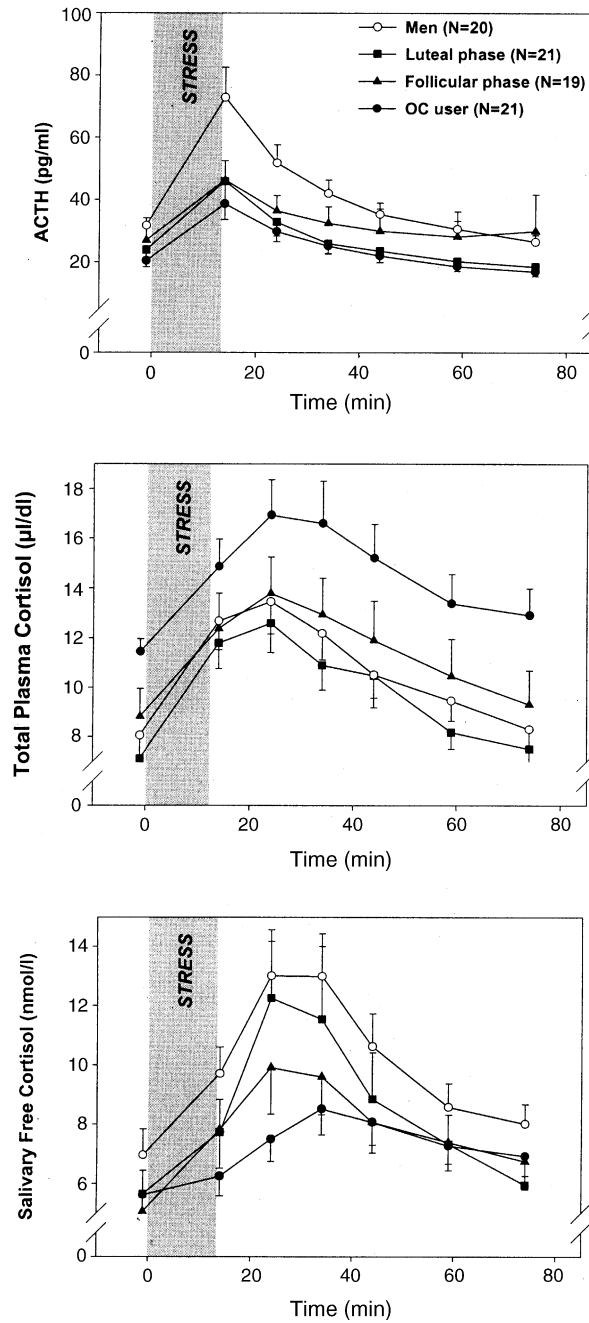 100
80
60
40
20
0
ACTH (pg/ml)
STRESS
Men (N=20)
Luteal phase (N=21)
Follicular phase (N=19)
OC user (N=21)
0 20 40 60 80
Time (min)
18
16
14
12
10
8
0
Total Plasma Cortisol (µl/dl)
STRESS
0 20 40 60 80
Time (min)
14
12
10
8
6
0
Salivary Free Cortisol (nmol/l)
STRESS
0 20 40 60 80
Time (min)